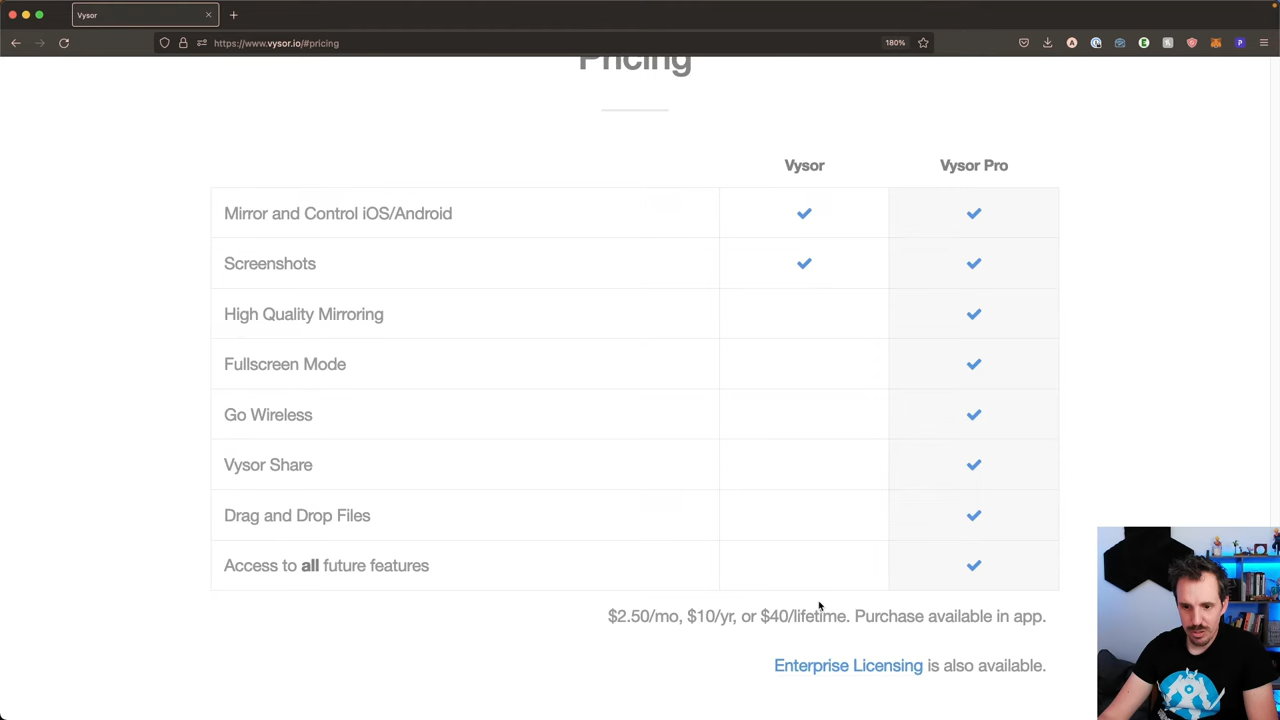 Vysor
https://www.vysor.io/#pricing
180%
Pricing
Vysor
Vysor Pro
Mirror and Control iOS/Android
Screenshots
High Quality Mirroring
Fullscreen Mode
Go Wireless
Vysor Share
Drag and Drop Files
Access to all future features
$2.50/mo, $10/yr, or $40/lifetime. Purchase available in app.
Enterprise Licensing is also available.